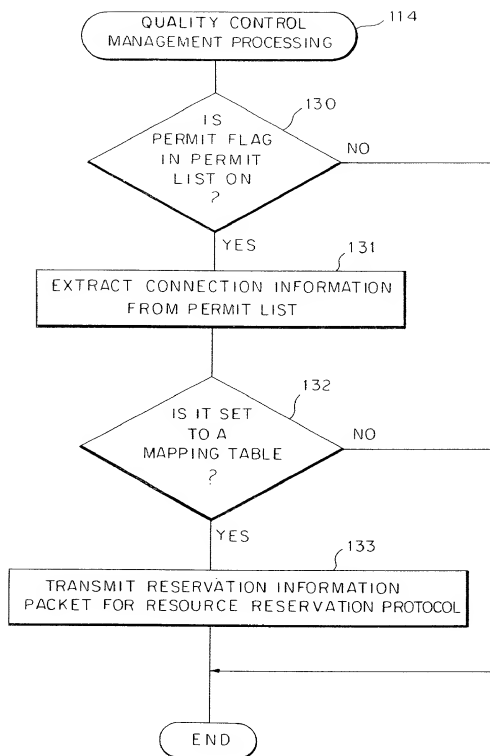 QUALITY CONTROL
MANAGEMENT PROCESSING
114
130
IS
PERMIT FLAG
IN PERMIT
LIST ON
?
NO
YES
131
EXTRACT CONNECTION INFORMATION
FROM PERMIT LIST
132
IS IT SET
TO A
MAPPING TABLE
?
NO
YES
133
TRANSMIT RESERVATION INFORMATION
PACKET FOR RESOURCE RESERVATION PROTOCOL
END